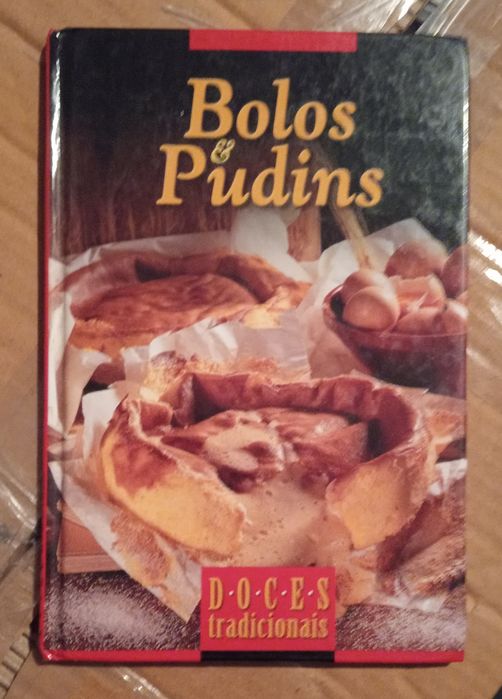 Bolos
&
Pudins
D·O·C·E·S
tradicionais